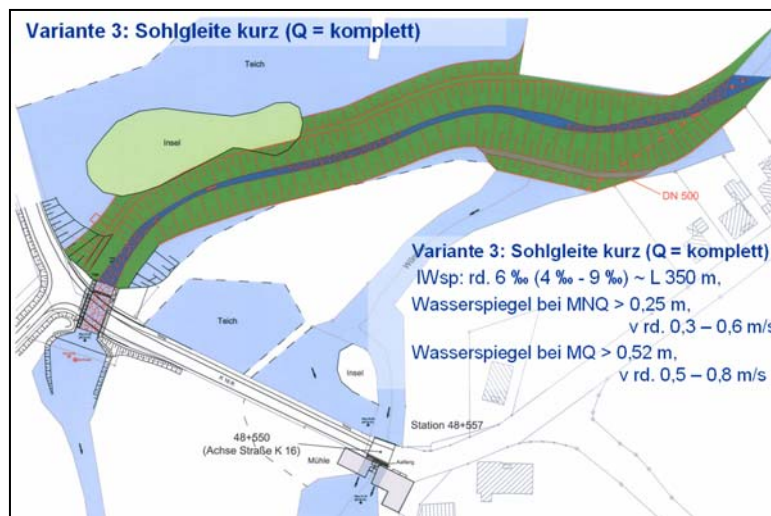 Variante 3: Sohlgleite kurz (Q = komplett)
Teich
Insel
DN 500
Variante 3: Sohlgleite kurz (Q = komplett)
IWsp: rd. 6 ‰ (4 ‰ - 9 ‰) ~ L 350 m,
Wasserspiegel bei MNQ > 0,25 m,
v rd. 0,3 – 0,6 m/s
Wasserspiegel bei MQ > 0,52 m,
v rd. 0,5 – 0,8 m/s
Teich
Insel
K 16
Station 48+557
48+550
(Achse Straße K 16)
Mühle